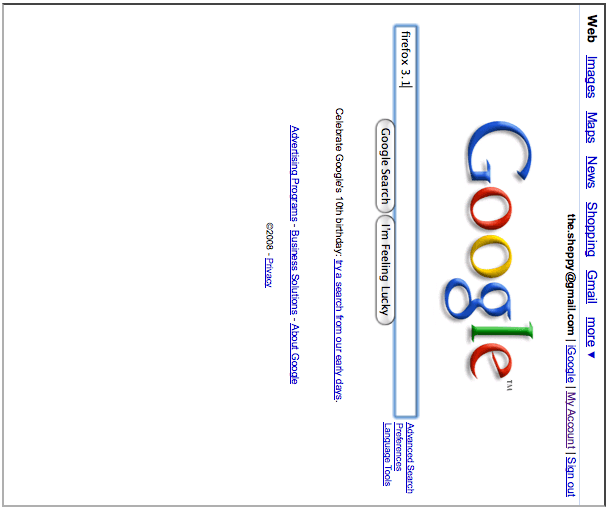 Web Images Maps News Shopping Gmail more ▼
the.sheppy@gmail.com | iGoogle | My Account | Sign out
Google™
firefox 3.1
Advanced Search
Preferences
Language Tools
Google Search I'm Feeling Lucky
Celebrate Google's 10th birthday: try a search from our early days.
Advertising Programs - Business Solutions - About Google
©2008 - Privacy